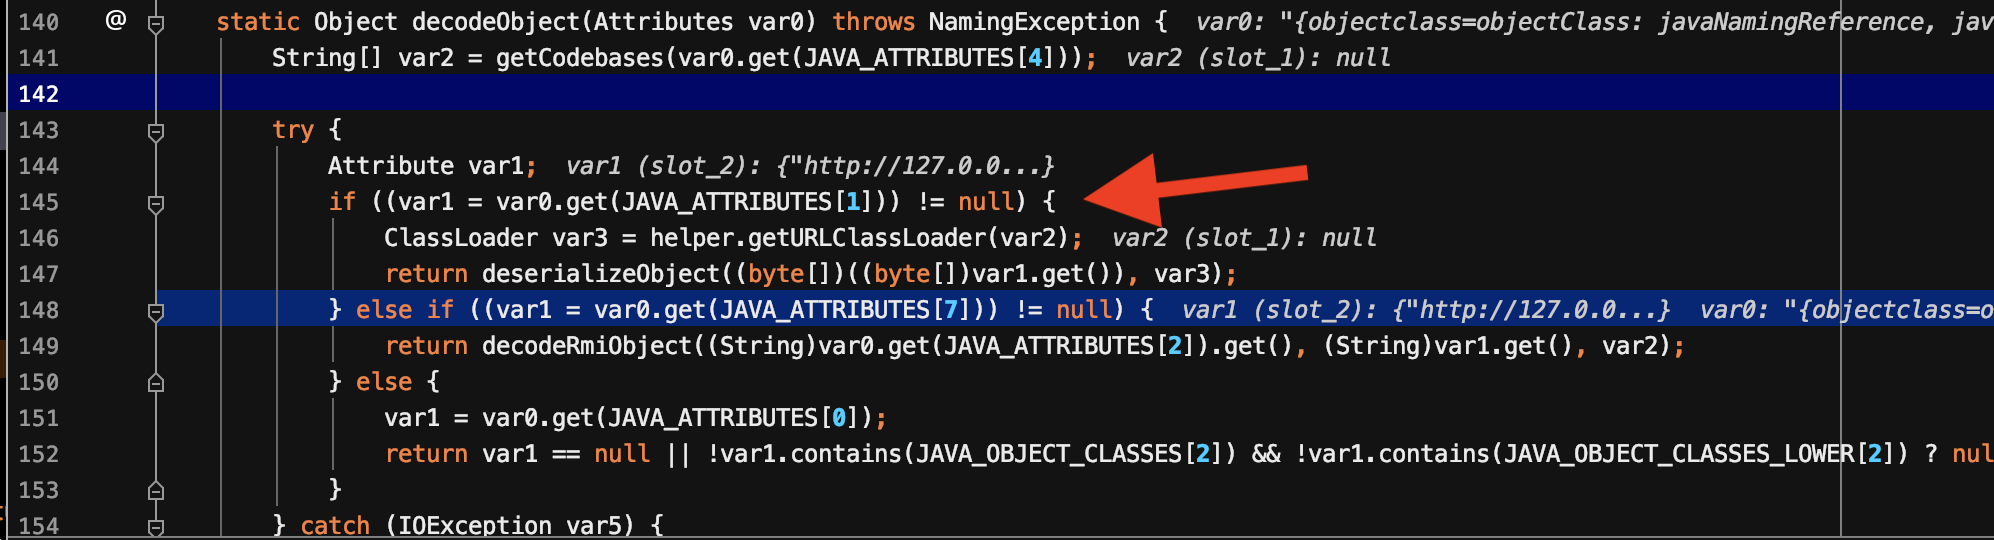 140 @ static Object decodeObject(Attributes var0) throws NamingException { var0: "{objectclass=objectClass: javaNamingReference, jav
141 String[] var2 = getCodebases(var0.get(JAVA_ATTRIBUTES[4])); var2 (slot_1): null
142
143 try {
144 Attribute var1; var1 (slot_2): {"http://127.0.0...}
145 if ((var1 = var0.get(JAVA_ATTRIBUTES[1])) != null) {
146 ClassLoader var3 = helper.getURLClassLoader(var2); var2 (slot_1): null
147 return deserializeObject((byte[])((byte[])var1.get()), var3);
148 } else if ((var1 = var0.get(JAVA_ATTRIBUTES[7])) != null) { var1 (slot_2): {"http://127.0.0...} var0: "{objectclass=o
149 return decodeRmiObject((String)var0.get(JAVA_ATTRIBUTES[2]).get(), (String)var1.get(), var2);
150 } else {
151 var1 = var0.get(JAVA_ATTRIBUTES[0]);
152 return var1 == null || !var1.contains(JAVA_OBJECT_CLASSES[2]) && !var1.contains(JAVA_OBJECT_CLASSES_LOWER[2]) ? nul
153 }
154 } catch (IOException var5) {